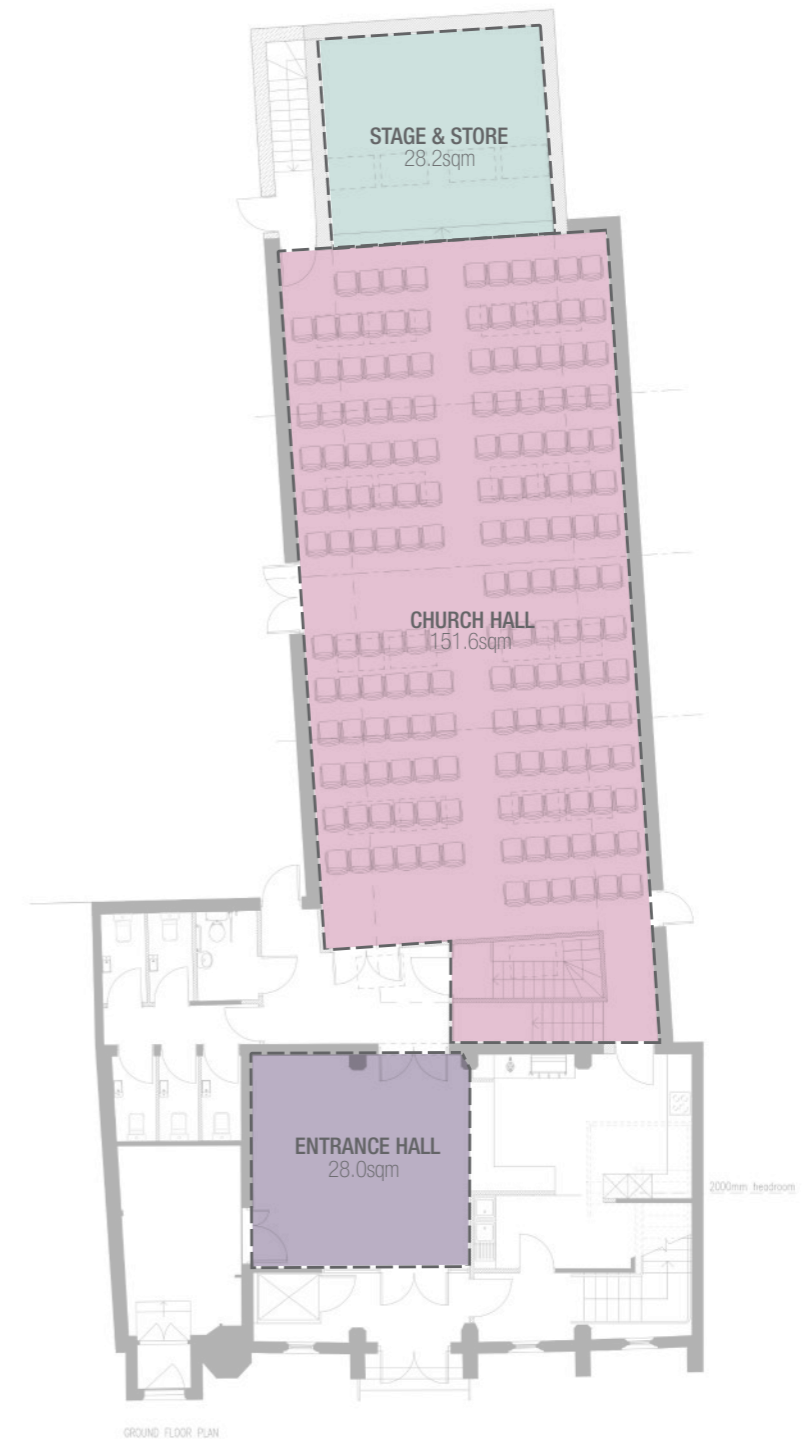 STAGE & STORE
28.2sqm
CHURCH HALL
151.6sqm
ENTRANCE HALL
28.0sqm
2000mm headroom
GROUND FLOOR PLAN